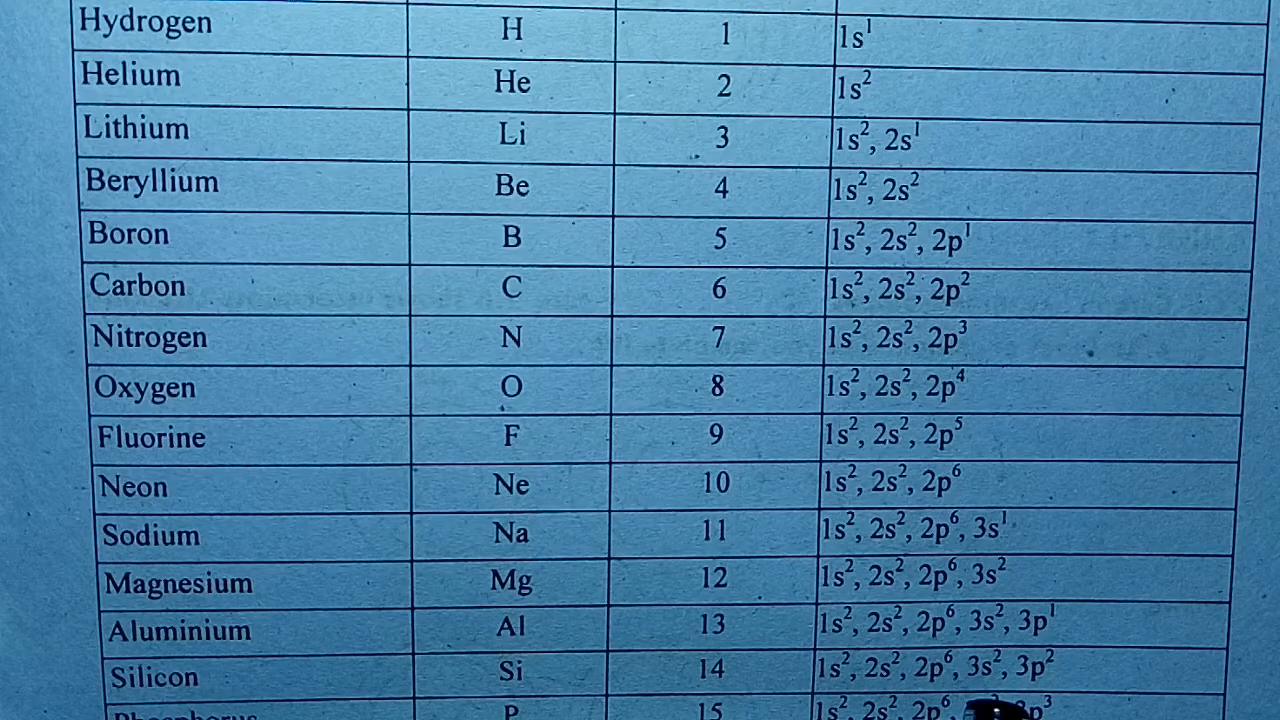 Hydrogen H 1 1s¹
Helium He 2 1s²
Lithium Li 3 1s², 2s¹
Beryllium Be 4 1s², 2s²
Boron B 5 1s², 2s², 2p¹
Carbon C 6 1s², 2s², 2p²
Nitrogen N 7 1s², 2s², 2p³
Oxygen O 8 1s², 2s², 2p⁴
Fluorine F 9 1s², 2s², 2p⁵
Neon Ne 10 1s², 2s², 2p⁶
Sodium Na 11 1s², 2s², 2p⁶, 3s¹
Magnesium Mg 12 1s², 2s², 2p⁶, 3s²
Aluminium Al 13 1s², 2s², 2p⁶, 3s², 3p¹
Silicon Si 14 1s², 2s², 2p⁶, 3s², 3p²
Phosphorus P 15 1s², 2s², 2p⁶,